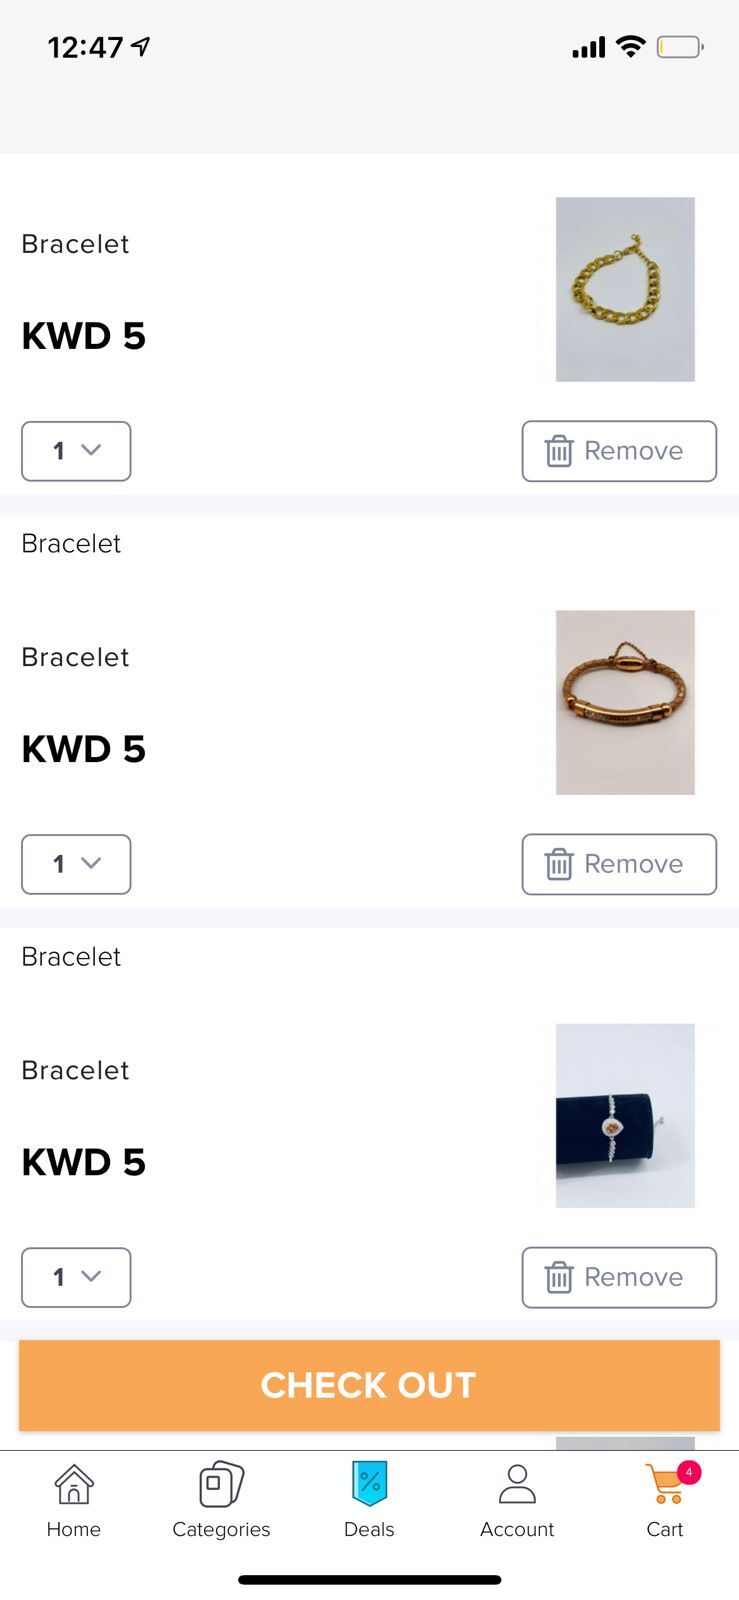 12:47
Bracelet
KWD 5
1
Remove
Bracelet
Bracelet
KWD 5
1
Remove
Bracelet
Bracelet
KWD 5
1
Remove
CHECK OUT
%
4
Home
Categories
Deals
Account
Cart